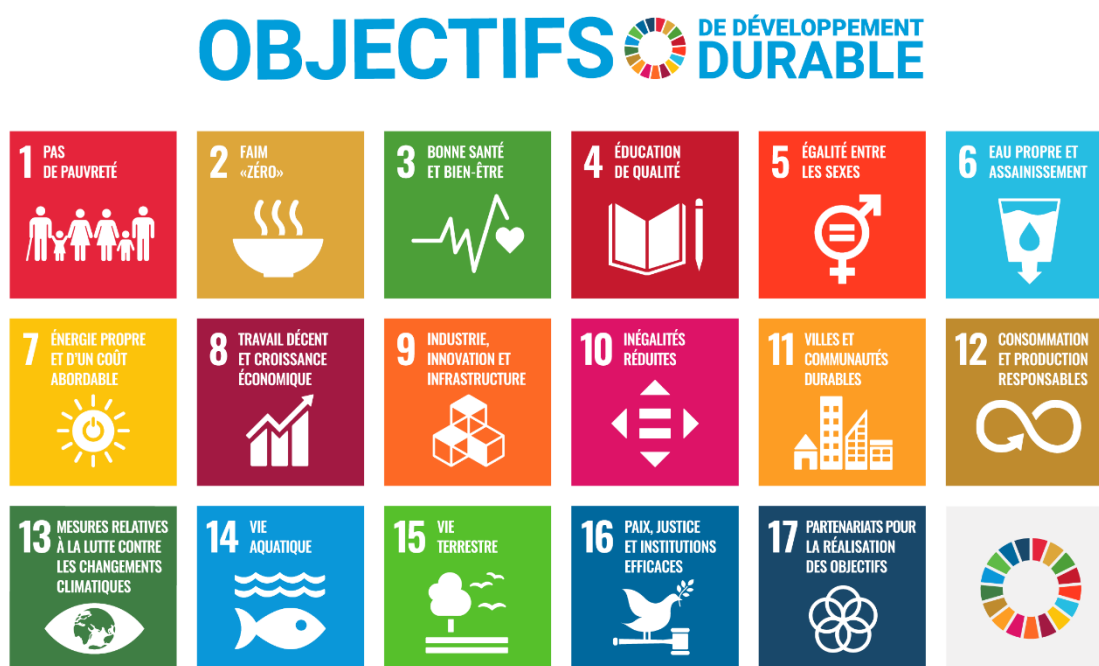 OBJECTIFS
DE DÉVELOPPEMENT
DURABLE
1 PAS
DE PAUVRETÉ
2 FAIM
«ZÉRO»
3 BONNE SANTÉ
ET BIEN-ÊTRE
4 ÉDUCATION
DE QUALITÉ
5 ÉGALITÉ ENTRE
LES SEXES
6 EAU PROPRE ET
ASSAINISSEMENT
7 ÉNERGIE PROPRE
ET D'UN COÛT
ABORDABLE
8 TRAVAIL DÉCENT
ET CROISSANCE
ÉCONOMIQUE
9 INDUSTRIE,
INNOVATION ET
INFRASTRUCTURE
10 INÉGALITÉS
RÉDUITES
11 VILLES ET
COMMUNAUTÉS
DURABLES
12 CONSOMMATION
ET PRODUCTION
RESPONSABLES
13 MESURES RELATIVES
À LA LUTTE CONTRE
LES CHANGEMENTS
CLIMATIQUES
14 VIE
AQUATIQUE
15 VIE
TERRESTRE
16 PAIX, JUSTICE
ET INSTITUTIONS
EFFICACES
17 PARTENARIATS POUR
LA RÉALISATION
DES OBJECTIFS